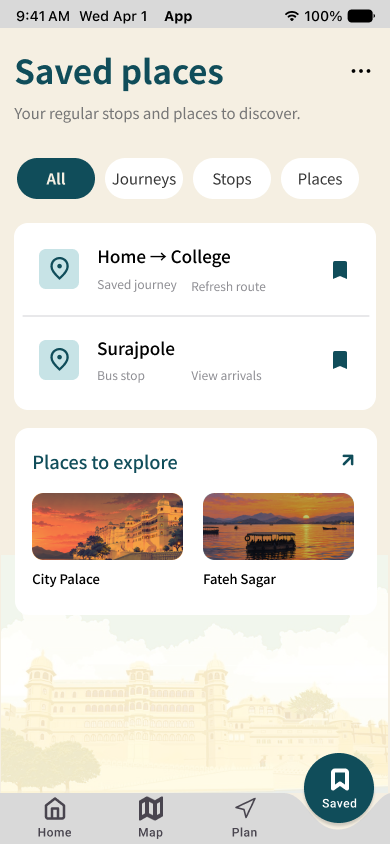 9:41 AM Wed Apr 1 App 100%
Saved places
Your regular stops and places to discover.
All Journeys Stops Places
Home → College
Saved journey Refresh route
Surajpole
Bus stop View arrivals
Places to explore
City Palace Fateh Sagar
Saved
Home Map Plan